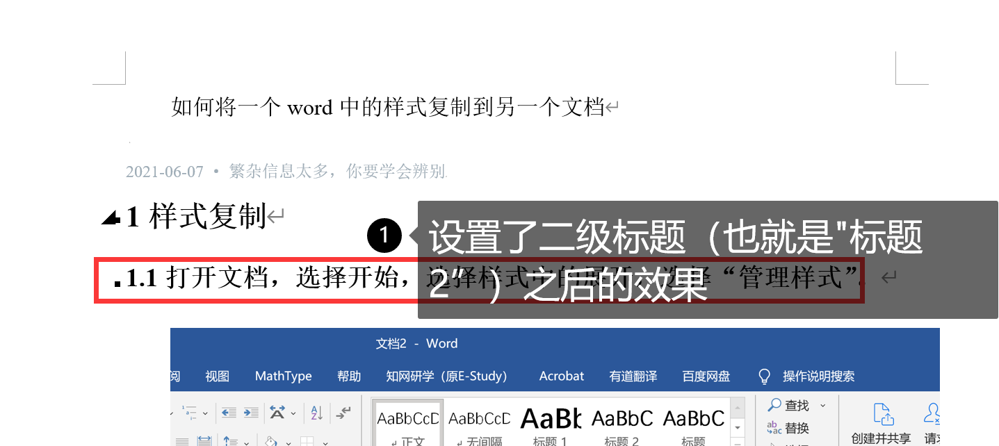 如何将一个 word 中的样式复制到另一个文档
2021-06-07 • 繁杂信息太多，你要学会辨别.
1 样式复制
1 设置了二级标题（也就是"标题
2"）之后的效果
1.1 打开文档，选择开始，选择样式中的展开，选择“管理样式”。
文档2 - Word
阅 视图 MathType 帮助 知网研学（原E-Study） Acrobat 有道翻译 百度网盘 操作说明搜索
AaBbCcD AaBbCcD AaBb AaBbC AaBbC 查找
替换
正文 无间隔 标题 1 标题 2 标题 创建并共享